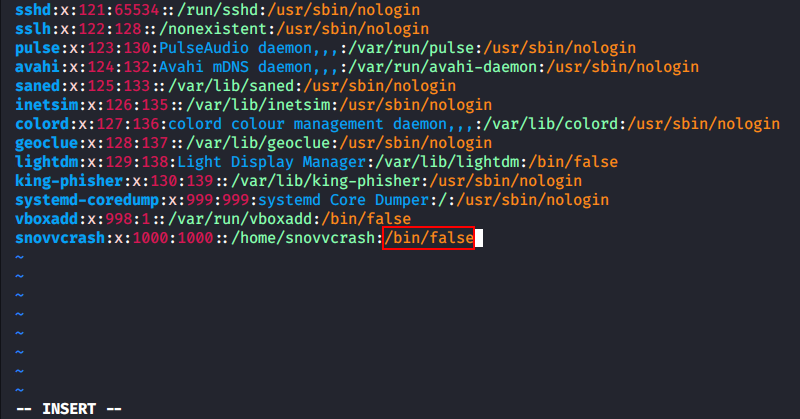 sshd:x:121:65534::/run/sshd:/usr/sbin/nologin
sslh:x:122:128::/nonexistent:/usr/sbin/nologin
pulse:x:123:130:PulseAudio daemon,,,:/var/run/pulse:/usr/sbin/nologin
avahi:x:124:132:Avahi mDNS daemon,,,:/var/run/avahi-daemon:/usr/sbin/nologin
saned:x:125:133::/var/lib/saned:/usr/sbin/nologin
inetsim:x:126:135::/var/lib/inetsim:/usr/sbin/nologin
colord:x:127:136:colord colour management daemon,,,:/var/lib/colord:/usr/sbin/nologin
geoclue:x:128:137::/var/lib/geoclue:/usr/sbin/nologin
lightdm:x:129:138:Light Display Manager:/var/lib/lightdm:/bin/false
king-phisher:x:130:139::/var/lib/king-phisher:/usr/sbin/nologin
systemd-coredump:x:999:999:systemd Core Dumper:/:/usr/sbin/nologin
vboxadd:x:998:1::/var/run/vboxadd:/bin/false
snovvcrash:x:1000:1000::/home/snovvcrash:/bin/false
~
~
~
~
~
~
~
~
-- INSERT --